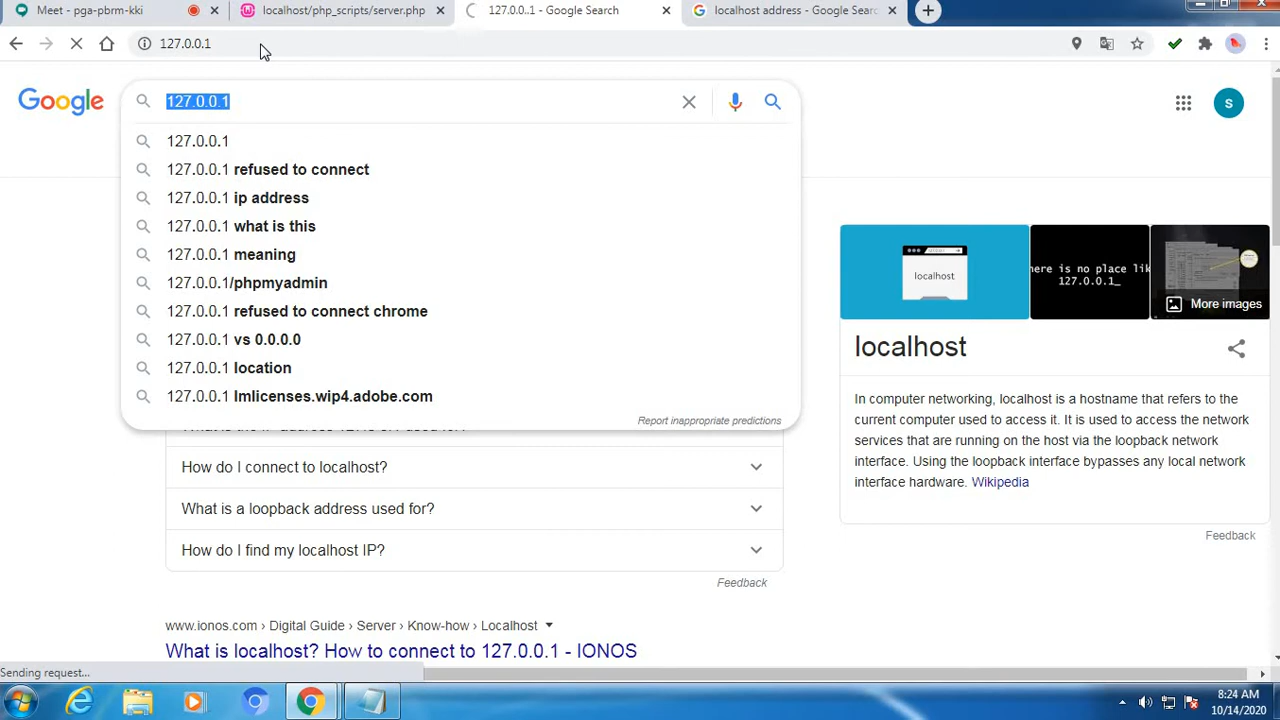 Meet - pga-pbrm-kki
localhost/php_scripts/server.php
127.0.0..1 - Google Search
localhost address - Google Search
127.0.0.1
Google
127.0.0.1
S
127.0.0.1
127.0.0.1 refused to connect
127.0.0.1 ip address
127.0.0.1 what is this
127.0.0.1 meaning
127.0.0.1/phpmyadmin
127.0.0.1 refused to connect chrome
127.0.0.1 vs 0.0.0.0
127.0.0.1 location
127.0.0.1 lmlicenses.wip4.adobe.com
Report inappropriate predictions
How do I connect to localhost?
What is a loopback address used for?
How do I find my localhost IP?
Feedback
www.ionos.com › Digital Guide › Server › Know-how › Localhost
What is localhost? How to connect to 127.0.0.1 - IONOS
localhost
here is no place lik
127.0.0.1_
More images
localhost
In computer networking, localhost is a hostname that refers to the
current computer used to access it. It is used to access the network
services that are running on the host via the loopback network
interface. Using the loopback interface bypasses any local network
interface hardware. Wikipedia
Feedback
Sending request...
8:24 AM
10/14/2020